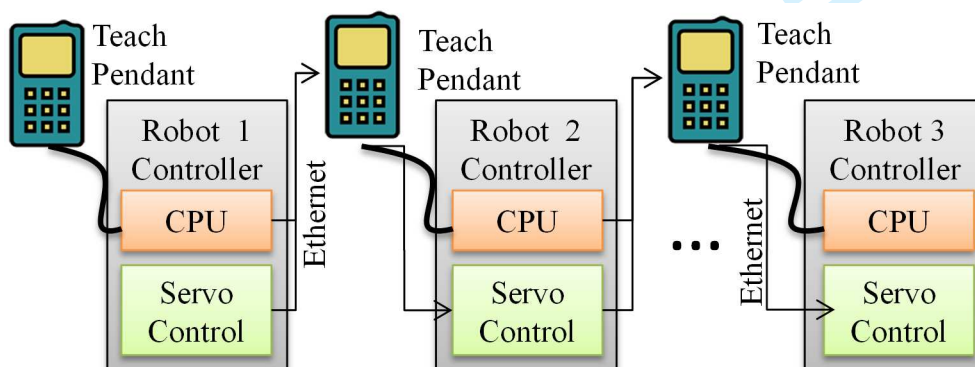 Teach
Pendant
Robot 1
Controller
CPU
Servo
Control
Ethernet
Teach
Pendant
Robot 2
Controller
CPU
Servo
Control
...
Teach
Pendant
Ethernet
Robot 3
Controller
CPU
Servo
Control